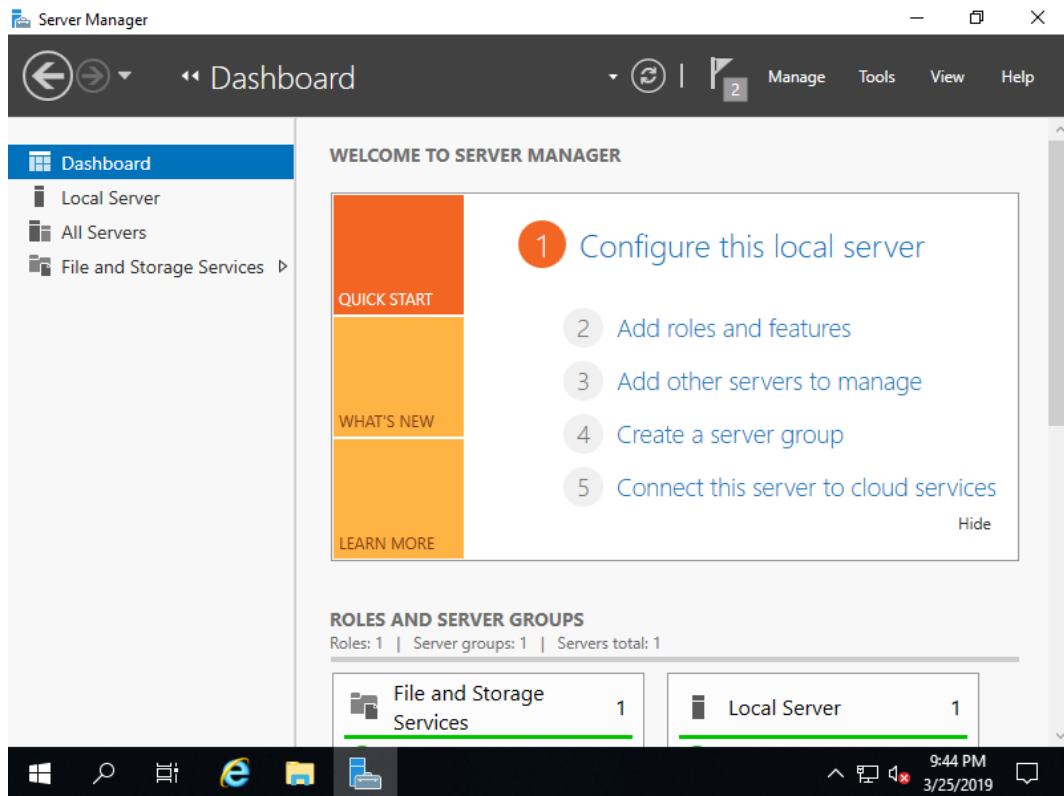 Server Manager
Dashboard
2
Manage Tools View Help
Dashboard
Local Server
All Servers
File and Storage Services
WELCOME TO SERVER MANAGER
QUICK START
WHAT'S NEW
LEARN MORE
1 Configure this local server
2 Add roles and features
3 Add other servers to manage
4 Create a server group
5 Connect this server to cloud services
Hide
ROLES AND SERVER GROUPS
Roles: 1 | Server groups: 1 | Servers total: 1
File and Storage
Services
1
Local Server
1
9:44 PM
3/25/2019